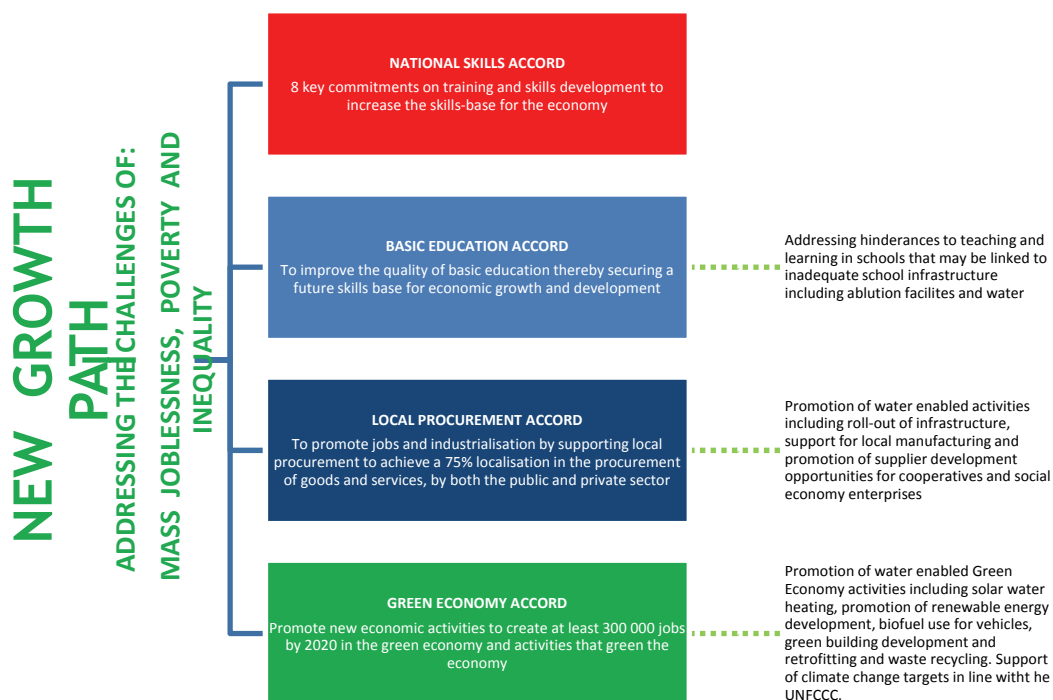 NEW GROWTH
PATH
ADDRESSING THE CHALLENGES OF:
MASS JOBLESSNESS, POVERTY AND
INEQUALITY
NATIONAL SKILLS ACCORD
8 key commitments on training and skills development to
increase the skills-base for the economy
BASIC EDUCATION ACCORD
To improve the quality of basic education thereby securing a
future skills base for economic growth and development
Addressing hinderances to teaching and
learning in schools that may be linked to
inadequate school infrastructure
including ablution facilites and water
LOCAL PROCUREMENT ACCORD
To promote jobs and industrialisation by supporting local
procurement to achieve a 75% localisation in the procurement
of goods and services, by both the public and private sector
Promotion of water enabled activities
including roll-out of infrastructure,
support for local manufacturing and
promotion of supplier development
opportunities for cooperatives and social
economy enterprises
GREEN ECONOMY ACCORD
Promote new economic activities to create at least 300 000 jobs
by 2020 in the green economy and activities that green the
economy
Promotion of water enabled Green
Economy activities including solar water
heating, promotion of renewable energy
development, biofuel use for vehicles,
green building development and
retrofitting and waste recycling. Support
of climate change targets in line witht he
UNFCCC.